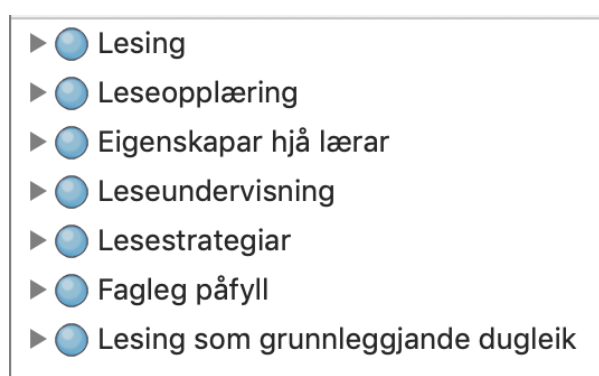 Lesing
Leseopplæring
Eigenskapar hjå lærar
Leseundervisning
Lesestrategiar
Fagleg påfyll
Lesing som grunnleggjande dugleik